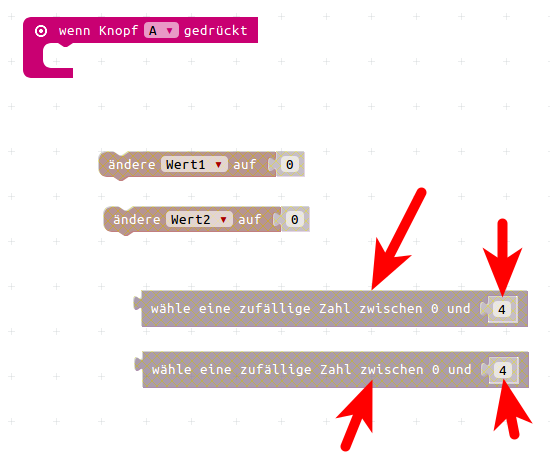 wenn Knopf A ▾ gedrückt
ändere Wert1 ▾ auf 0
ändere Wert2 ▾ auf 0
wähle eine zufällige Zahl zwischen 0 und 4
wähle eine zufällige Zahl zwischen 0 und 4